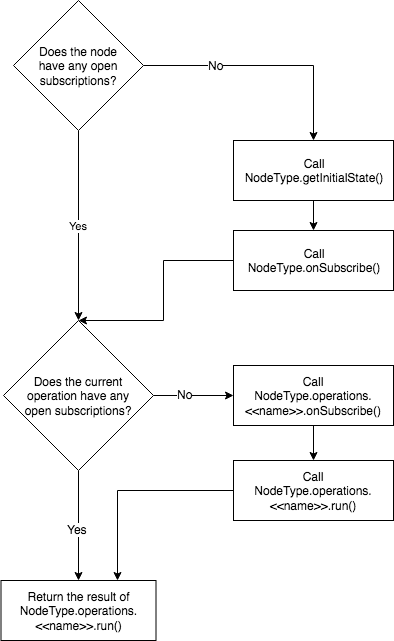 Does the node
have any open
subscriptions?
No
Call
NodeType.getInitialState()
Yes
Call
NodeType.onSubscribe()
Does the current
operation have any
open subscriptions?
No
Call
NodeType.operations.
<<name>>.onSubscribe()
Call
NodeType.operations.
<<name>>.run()
Yes
Return the result of
NodeType.operations.
<<name>>.run()